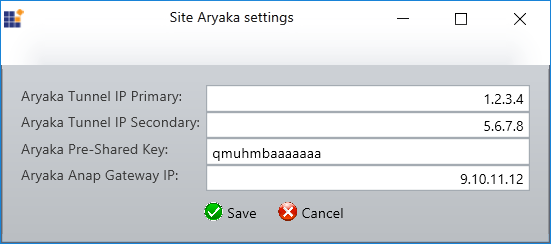 Site Aryaka settings
Aryaka Tunnel IP Primary: 1.2.3.4
Aryaka Tunnel IP Secondary: 5.6.7.8
Aryaka Pre-Shared Key: qmuhmbaaaaaaa
Aryaka Anap Gateway IP: 9.10.11.12
Save Cancel